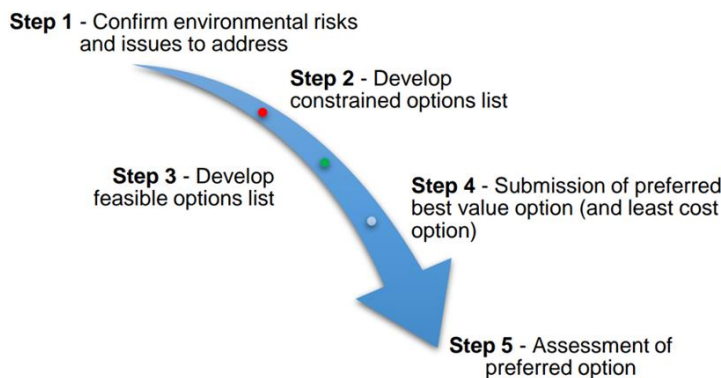 Step 1 - Confirm environmental risks
and issues to address
Step 2 - Develop
constrained options list
Step 3 - Develop
feasible options list
Step 4 - Submission of preferred
best value option (and least cost
option)
Step 5 - Assessment of
preferred option